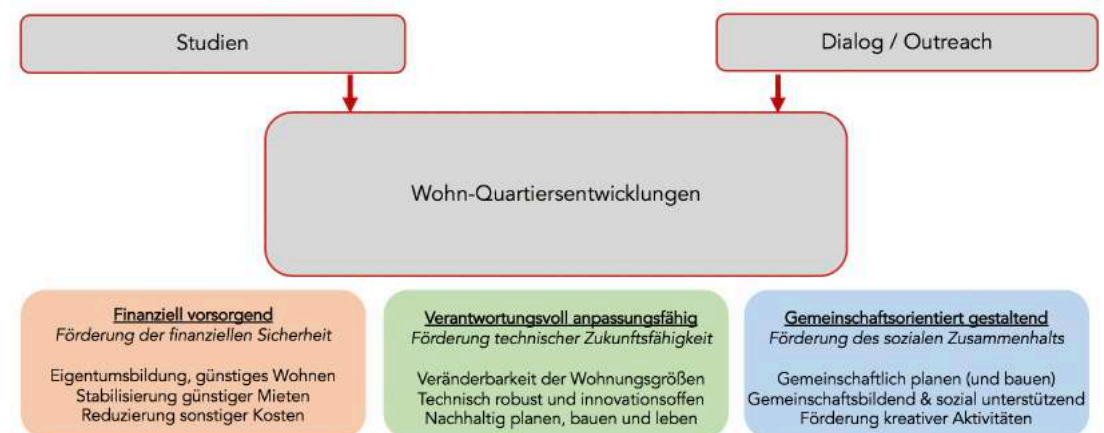 Studien
Dialog / Outreach
Wohn-Quartiersentwicklungen
Finanziell vorsorgend
Förderung der finanziellen Sicherheit
Eigentumsbildung, günstiges Wohnen
Stabilisierung günstiger Mieten
Reduzierung sonstiger Kosten
Verantwortungsvoll anpassungsfähig
Förderung technischer Zukunftsfähigkeit
Veränderbarkeit der Wohnungsgrößen
Technisch robust und innovationsoffen
Nachhaltig planen, bauen und leben
Gemeinschaftsorientiert gestaltend
Förderung des sozialen Zusammenhalts
Gemeinschaftlich planen (und bauen)
Gemeinschaftsbildend & sozial unterstützend
Förderung kreativer Aktivitäten